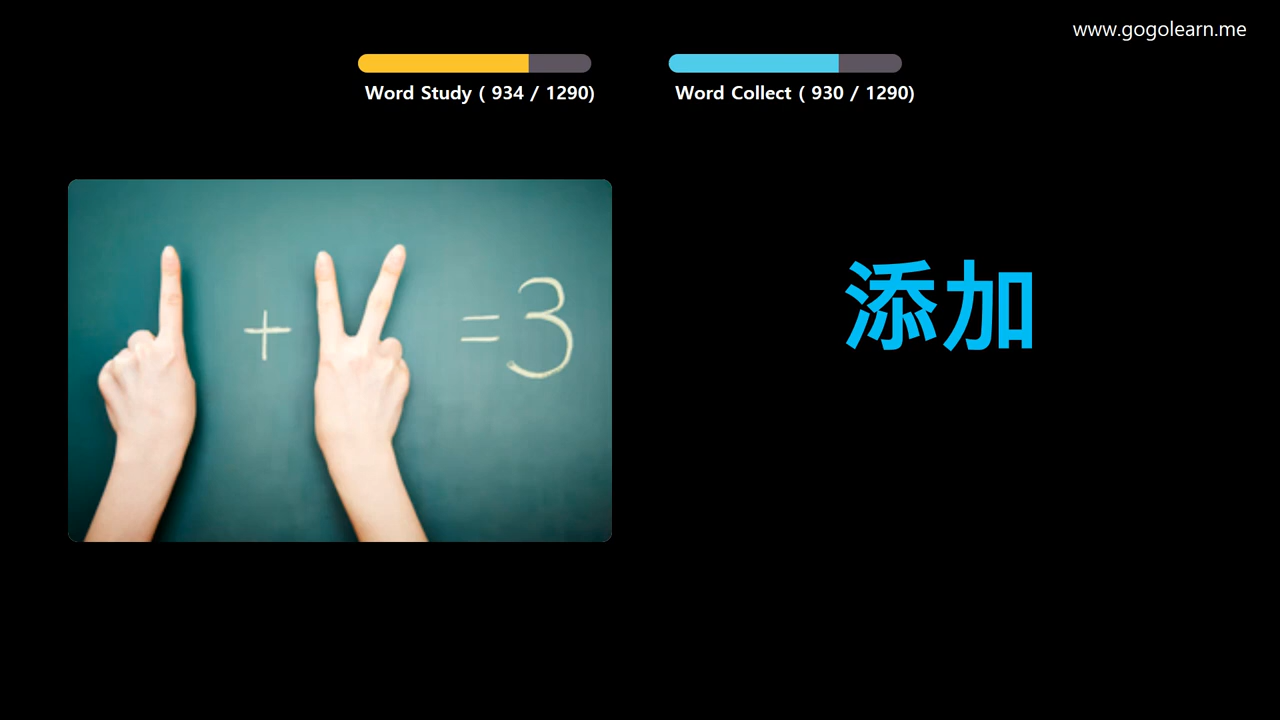 www.gogolearn.me
Word Study ( 934 / 1290)
Word Collect ( 930 / 1290)
添加
+ = 3